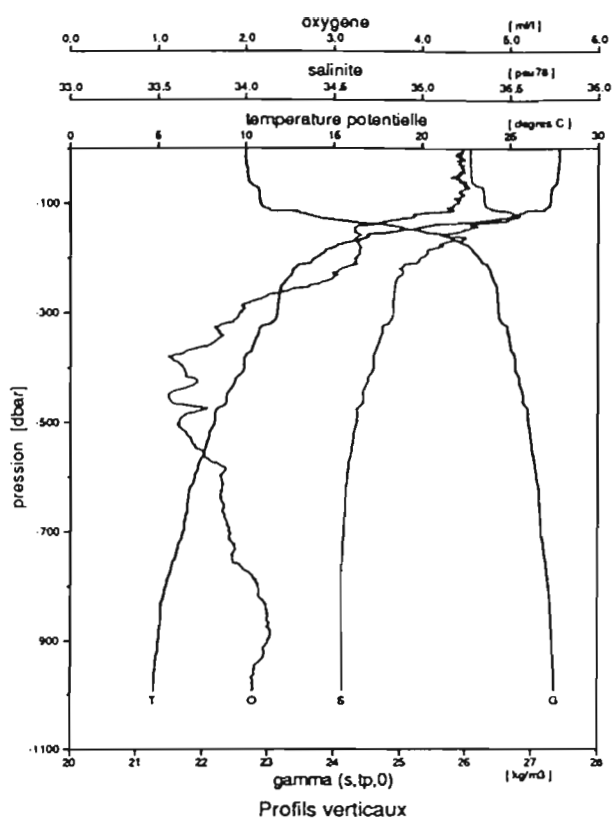 oxygène [ml/l]
0.0 1.0 2.0 3.0 4.0 5.0 6.0
salinite [psu78]
33.0 33.5 34.0 34.5 35.0 35.5 36.0
temperature potentielle [degres C]
0 5 10 15 20 25 30
-100
-300
-500
-700
-900
-1100
pression [dbar]
T O S G
20 22 23 25 26 27 28
gamma (s,tp,0) [kg/m3]
Profils verticaux